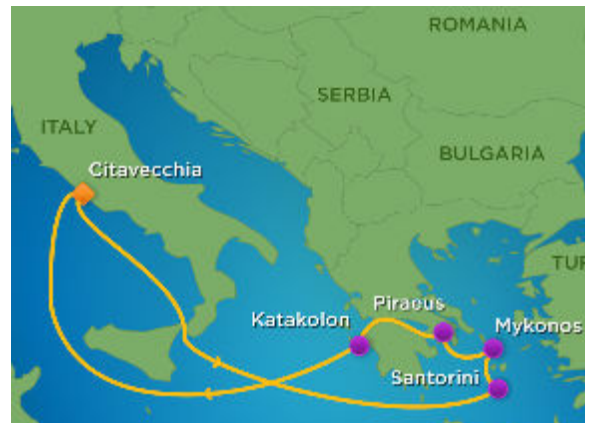 ROMANIA
SERBIA
ITALY
BULGARIA
Citavecchia
TUR
Piraeus
Katakolon
Mykonos
Santorini